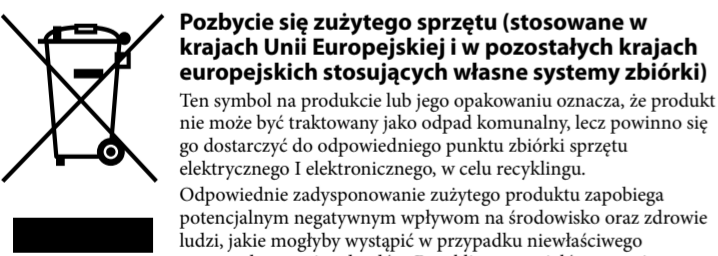 Pozbycie się zużytego sprzętu (stosowane w
krajach Unii Europejskiej i w pozostałych krajach
europejskich stosujących własne systemy zbiórki)
Ten symbol na produkcie lub jego opakowaniu oznacza, że produkt
nie może być traktowany jako odpad komunalny, lecz powinno się
go dostarczyć do odpowiedniego punktu zbiórki sprzętu
elektrycznego I elektronicznego, w celu recyklingu.
Odpowiednie zadysponowanie zużytego produktu zapobiega
potencjalnym negatywnym wpływom na środowisko oraz zdrowie
ludzi, jakie mogłyby wystąpić w przypadku niewłaściwego